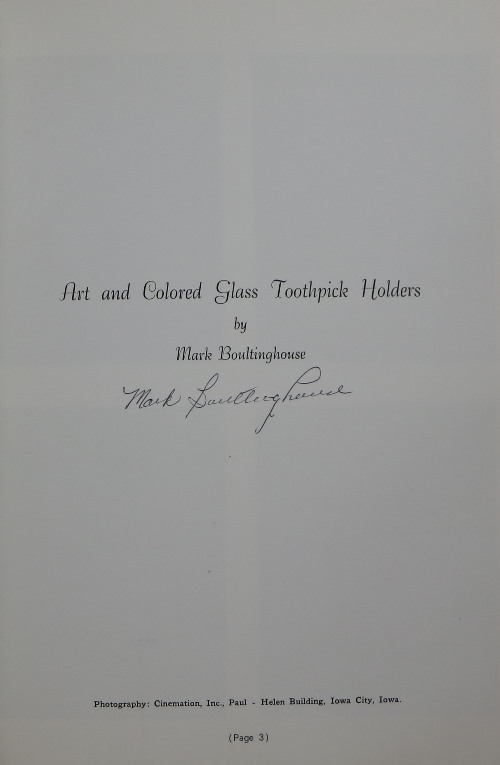 Art and Colored Glass Toothpick Holders
by
Mark Boultinghouse
Mark Boultinghouse
Photography: Cinemation, Inc., Paul - Helen Building, Iowa City, Iowa.
(Page 3)